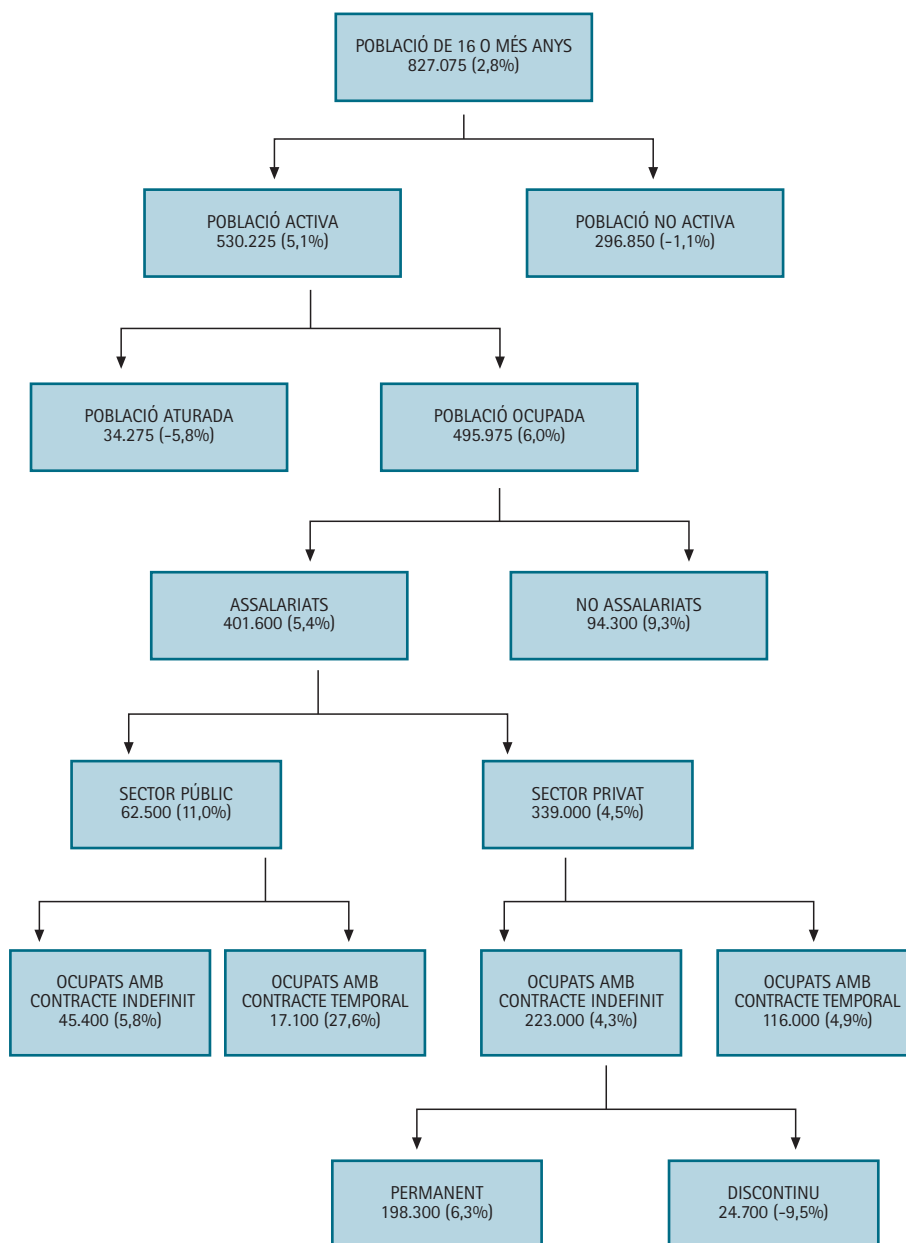 POBLACIÓ DE 16 O MÉS ANYS
827.075 (2,8%)
POBLACIÓ ACTIVA
530.225 (5,1%)
POBLACIÓ NO ACTIVA
296.850 (-1,1%)
POBLACIÓ ATURADA
34.275 (-5,8%)
POBLACIÓ OCUPADA
495.975 (6,0%)
ASSALARIATS
401.600 (5,4%)
NO ASSALARIATS
94.300 (9,3%)
SECTOR PÚBLIC
62.500 (11,0%)
SECTOR PRIVAT
339.000 (4,5%)
OCUPATS AMB
CONTRACTE INDEFINIT
45.400 (5,8%)
OCUPATS AMB
CONTRACTE TEMPORAL
17.100 (27,6%)
OCUPATS AMB
CONTRACTE INDEFINIT
223.000 (4,3%)
OCUPATS AMB
CONTRACTE TEMPORAL
116.000 (4,9%)
PERMANENT
198.300 (6,3%)
DISCONTINU
24.700 (-9,5%)